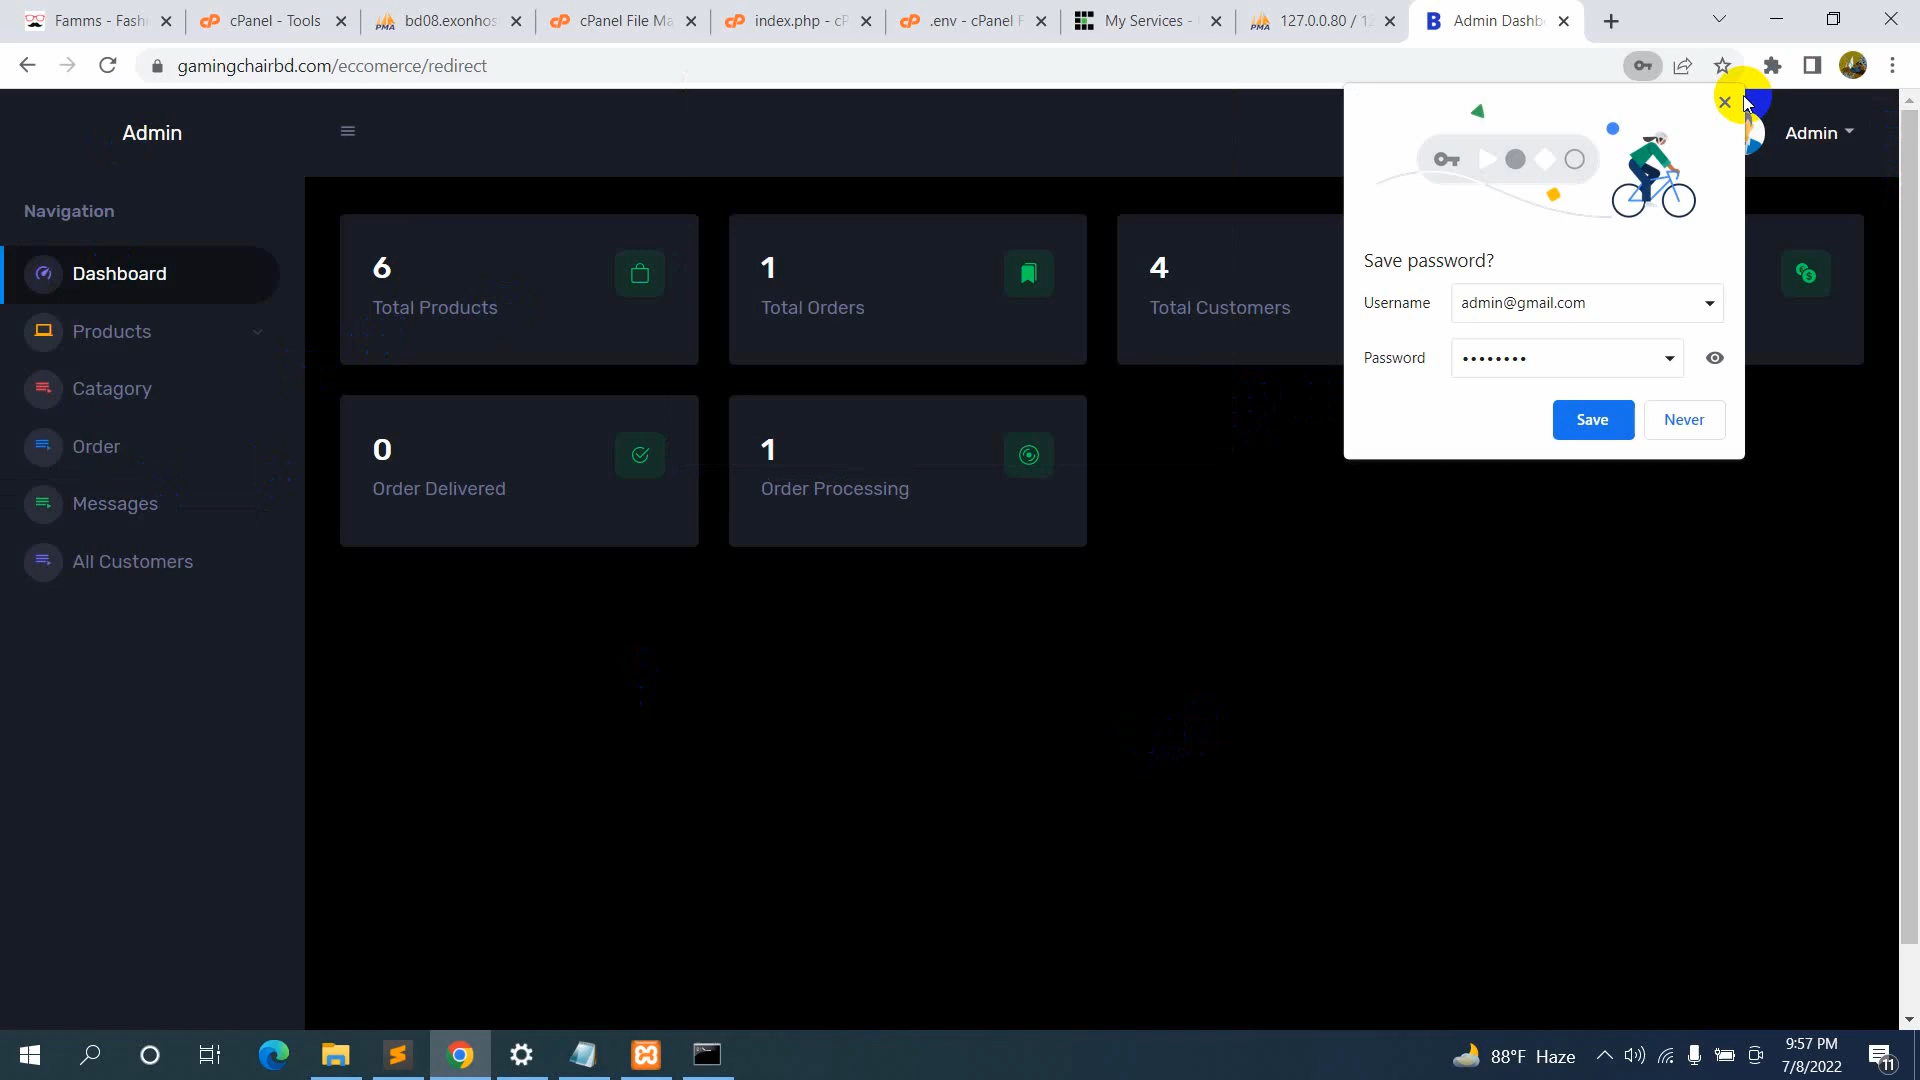 Famms - Fash
cPanel - Tools
bd08.exonhos
cPanel File Ma
index.php - cP
.env - cPanel F
My Services -
127.0.0.80 / 12
B Admin Dashb
gamingchairbd.com/eccomerce/redirect
Admin
Admin
Navigation
Dashboard
Products
Catagory
Order
Messages
All Customers
6
Total Products
1
Total Orders
4
Total Customers
0
Order Delivered
1
Order Processing
Save password?
Username admin@gmail.com
Password ••••••••
Save Never
88°F Haze
9:57 PM
7/8/2022
11